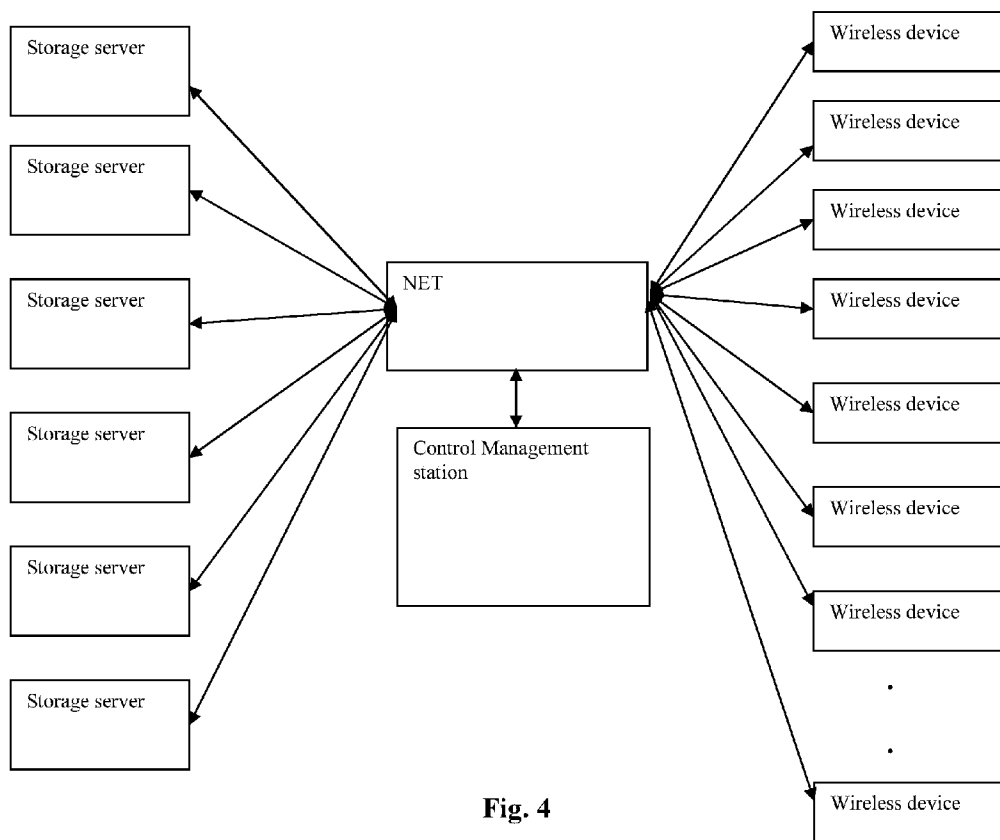 Storage server
Storage server
Storage server
Storage server
Storage server
Storage server
NET
Control Management
station
Wireless device
Wireless device
Wireless device
Wireless device
Wireless device
Wireless device
Wireless device
.
.
Wireless device
Fig. 4